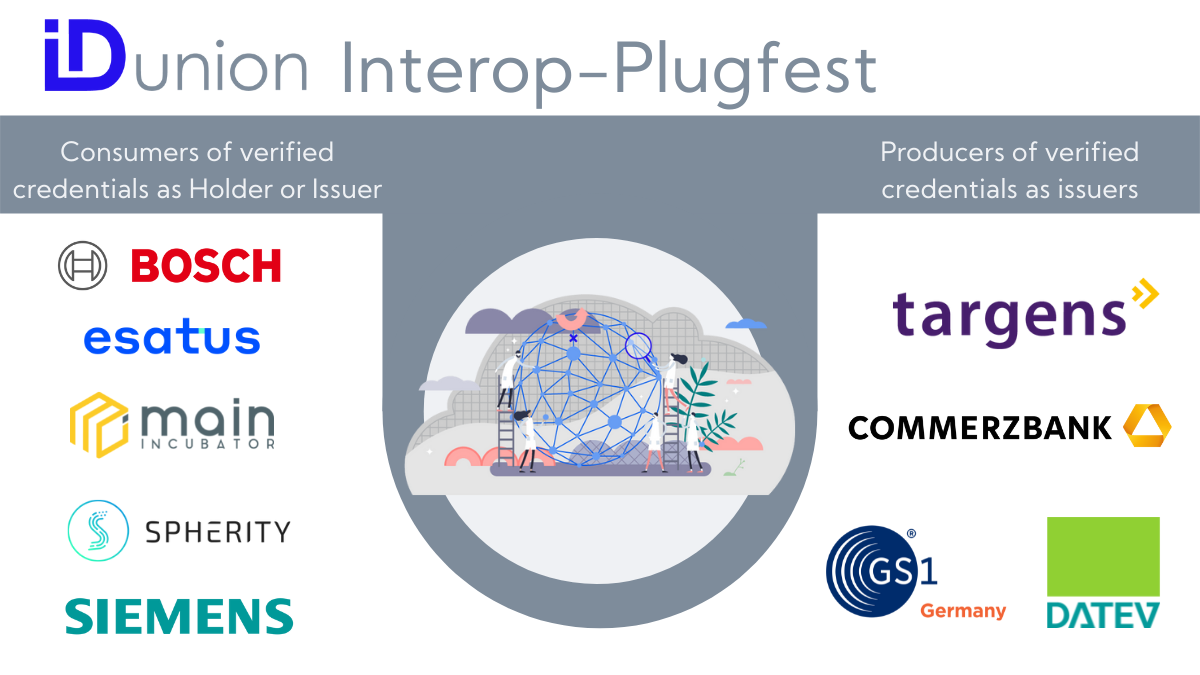 iDunion Interop-Plugfest
Consumers of verified
credentials as Holder or Issuer
Producers of verified
credentials as issuers
BOSCH
esatus
main
INCUBATOR
SPHERITY
SIEMENS
targens
COMMERZBANK
GS1
®
Germany
DATEV